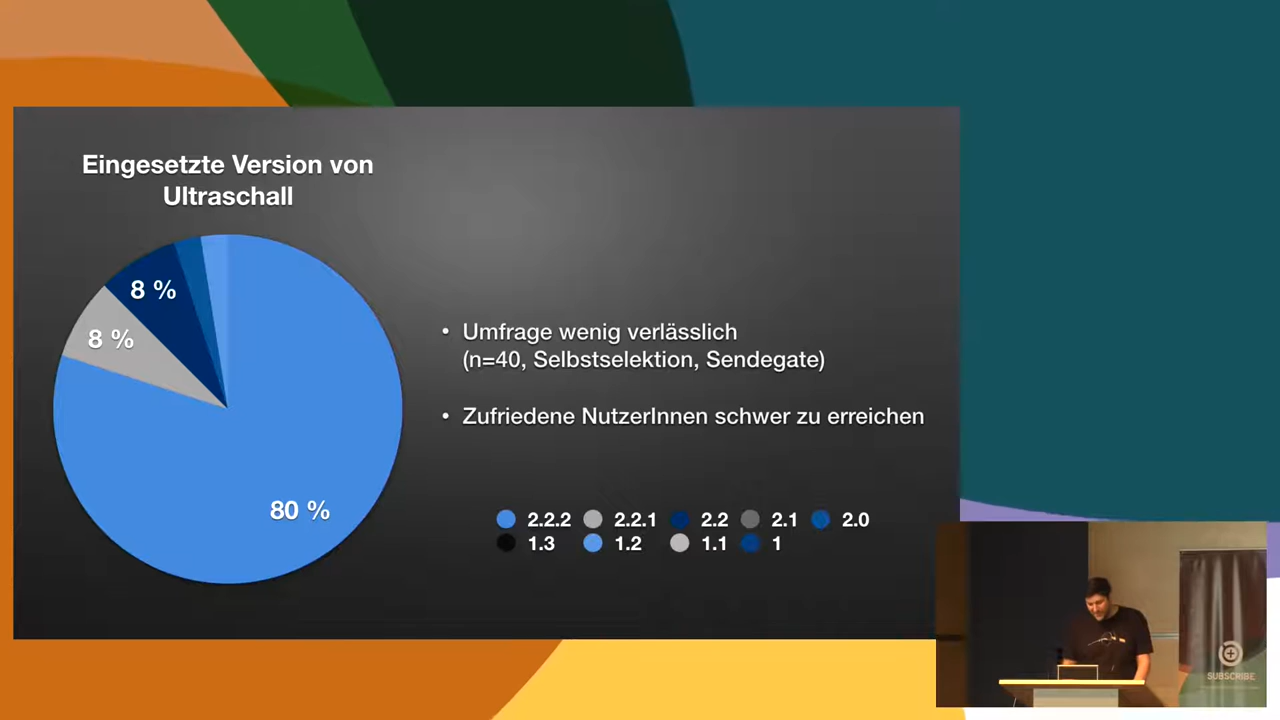 Eingesetzte Version von
Ultraschall
8 %
8 %
80 %
• Umfrage wenig verlässlich
(n=40, Selbstselektion, Sendegate)
• Zufriedene NutzerInnen schwer zu erreichen
2.2.2 2.2.1 2.2 2.1 2.0
1.3 1.2 1.1 1
SUBSCRIBE